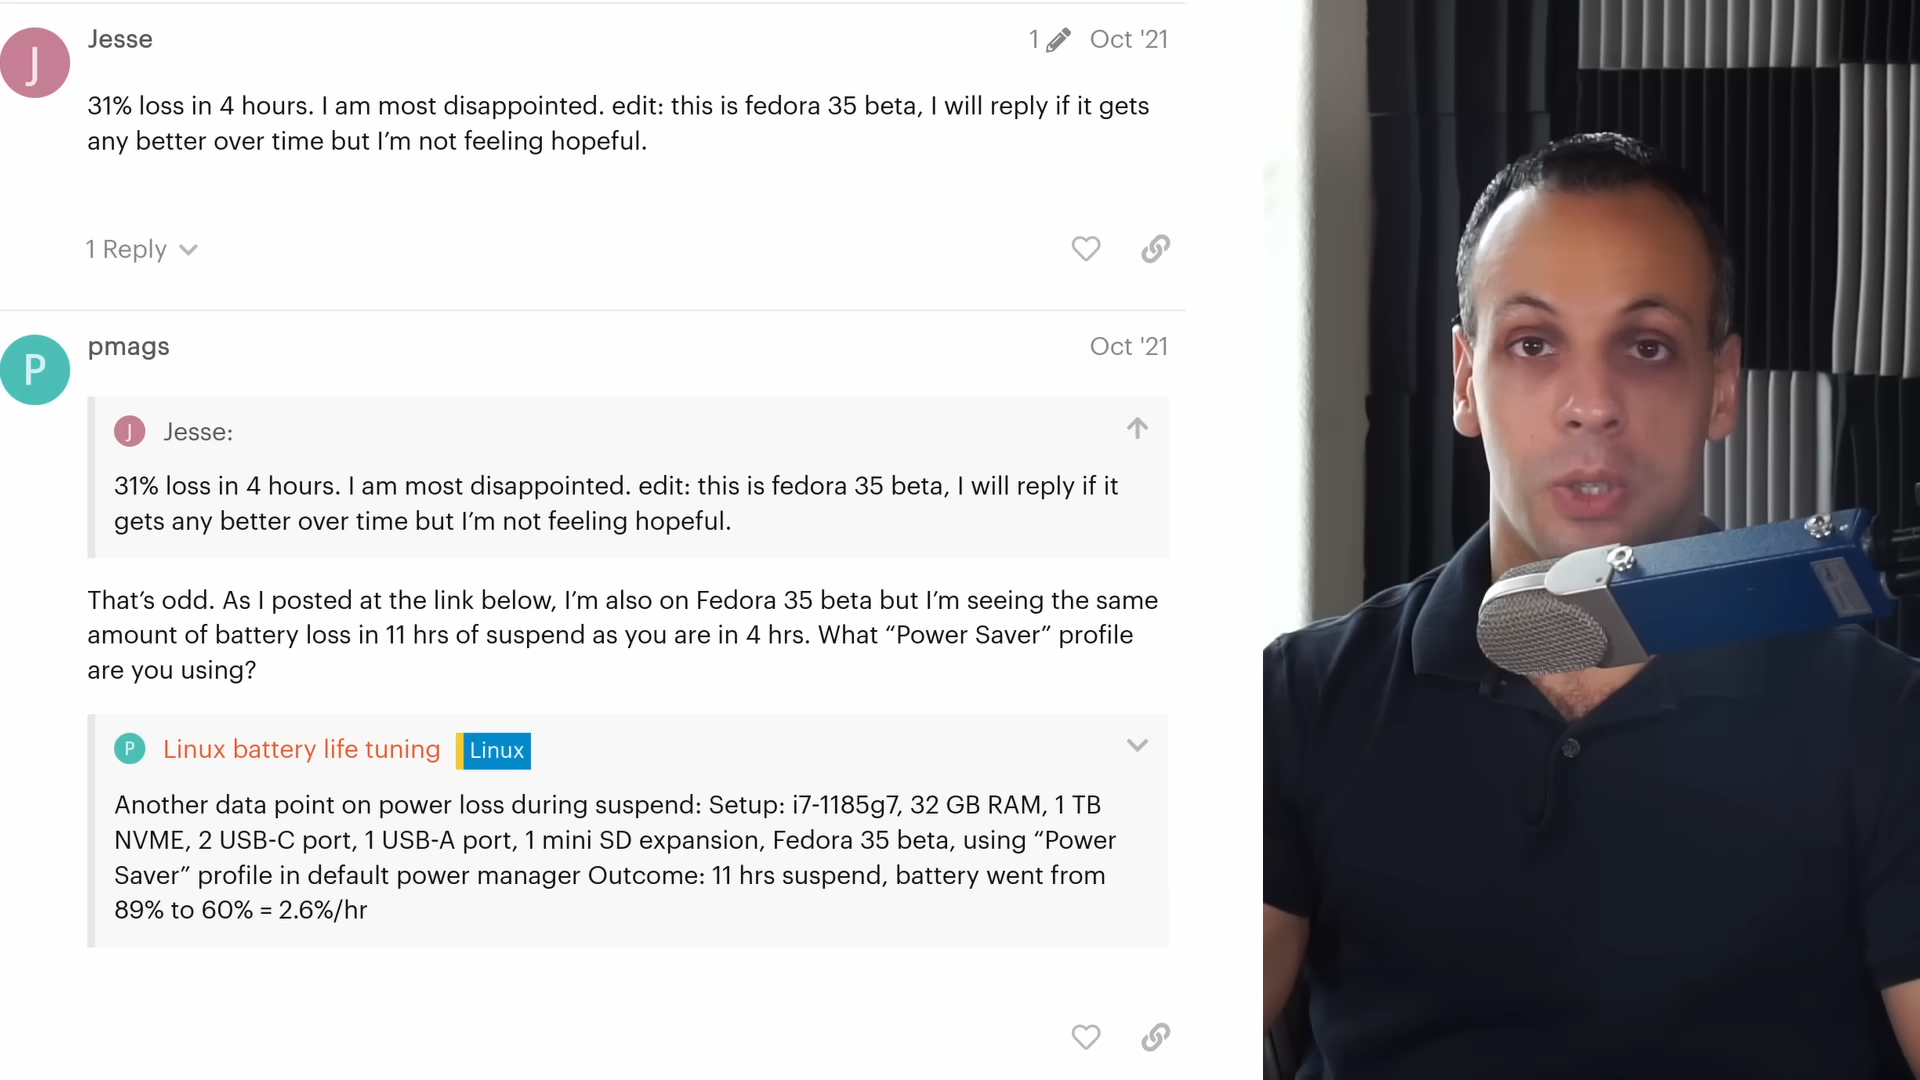 J
Jesse
1
Oct '21
31% loss in 4 hours. I am most disappointed. edit: this is fedora 35 beta, I will reply if it gets
any better over time but I’m not feeling hopeful.
1 Reply
P
pmags
Oct '21
J
Jesse:
31% loss in 4 hours. I am most disappointed. edit: this is fedora 35 beta, I will reply if it
gets any better over time but I’m not feeling hopeful.
That’s odd. As I posted at the link below, I’m also on Fedora 35 beta but I’m seeing the same
amount of battery loss in 11 hrs of suspend as you are in 4 hrs. What “Power Saver” profile
are you using?
P
Linux battery life tuning
Linux
Another data point on power loss during suspend: Setup: i7-1185g7, 32 GB RAM, 1 TB
NVME, 2 USB-C port, 1 USB-A port, 1 mini SD expansion, Fedora 35 beta, using “Power
Saver” profile in default power manager Outcome: 11 hrs suspend, battery went from
89% to 60% = 2.6%/hr